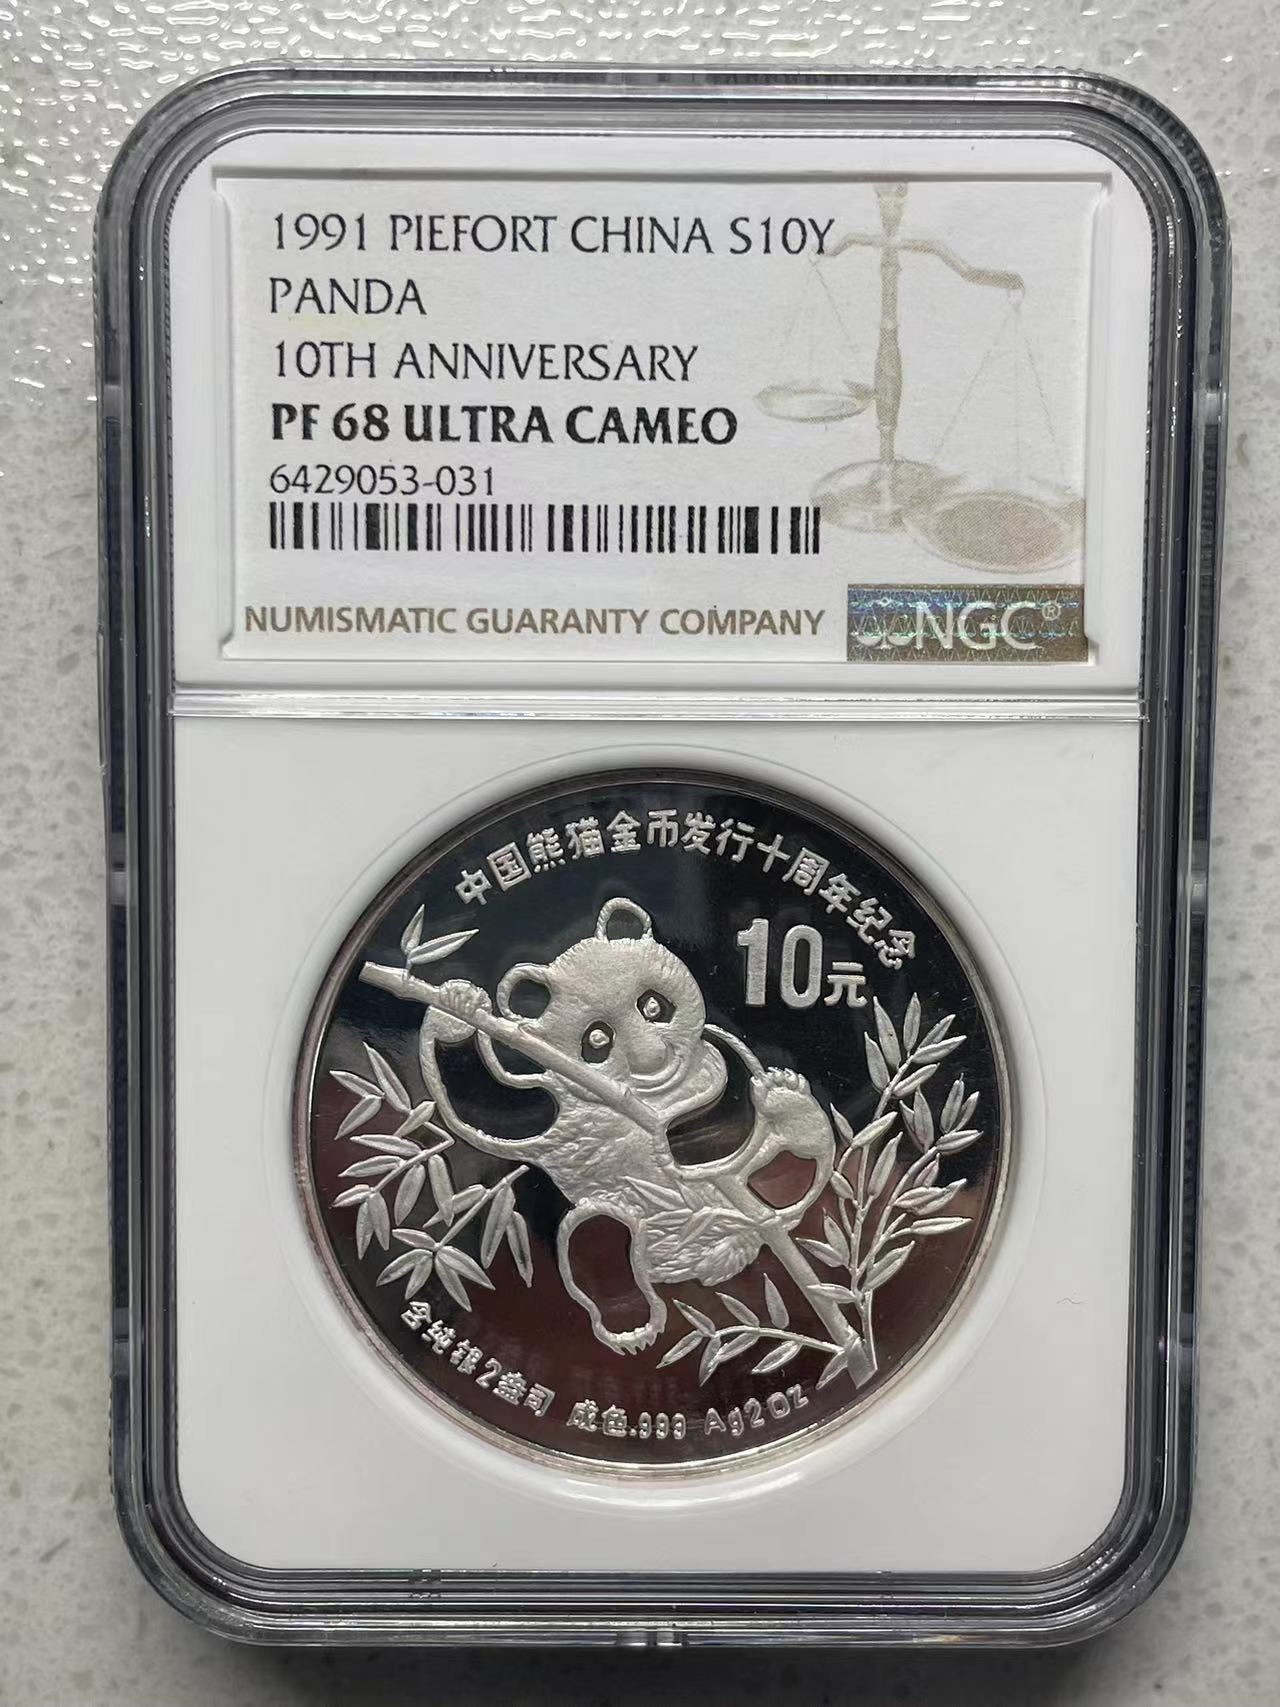 1991 PIEFORT CHINA S10Y
PANDA
10TH ANNIVERSARY
PF 68 ULTRA CAMEO
6429053-031
NUMISMATIC GUARANTY COMPANY
NGC®
中国熊猫金币发行十周年纪念
10元
含纯银2盎司 成色.999 Ag2oz